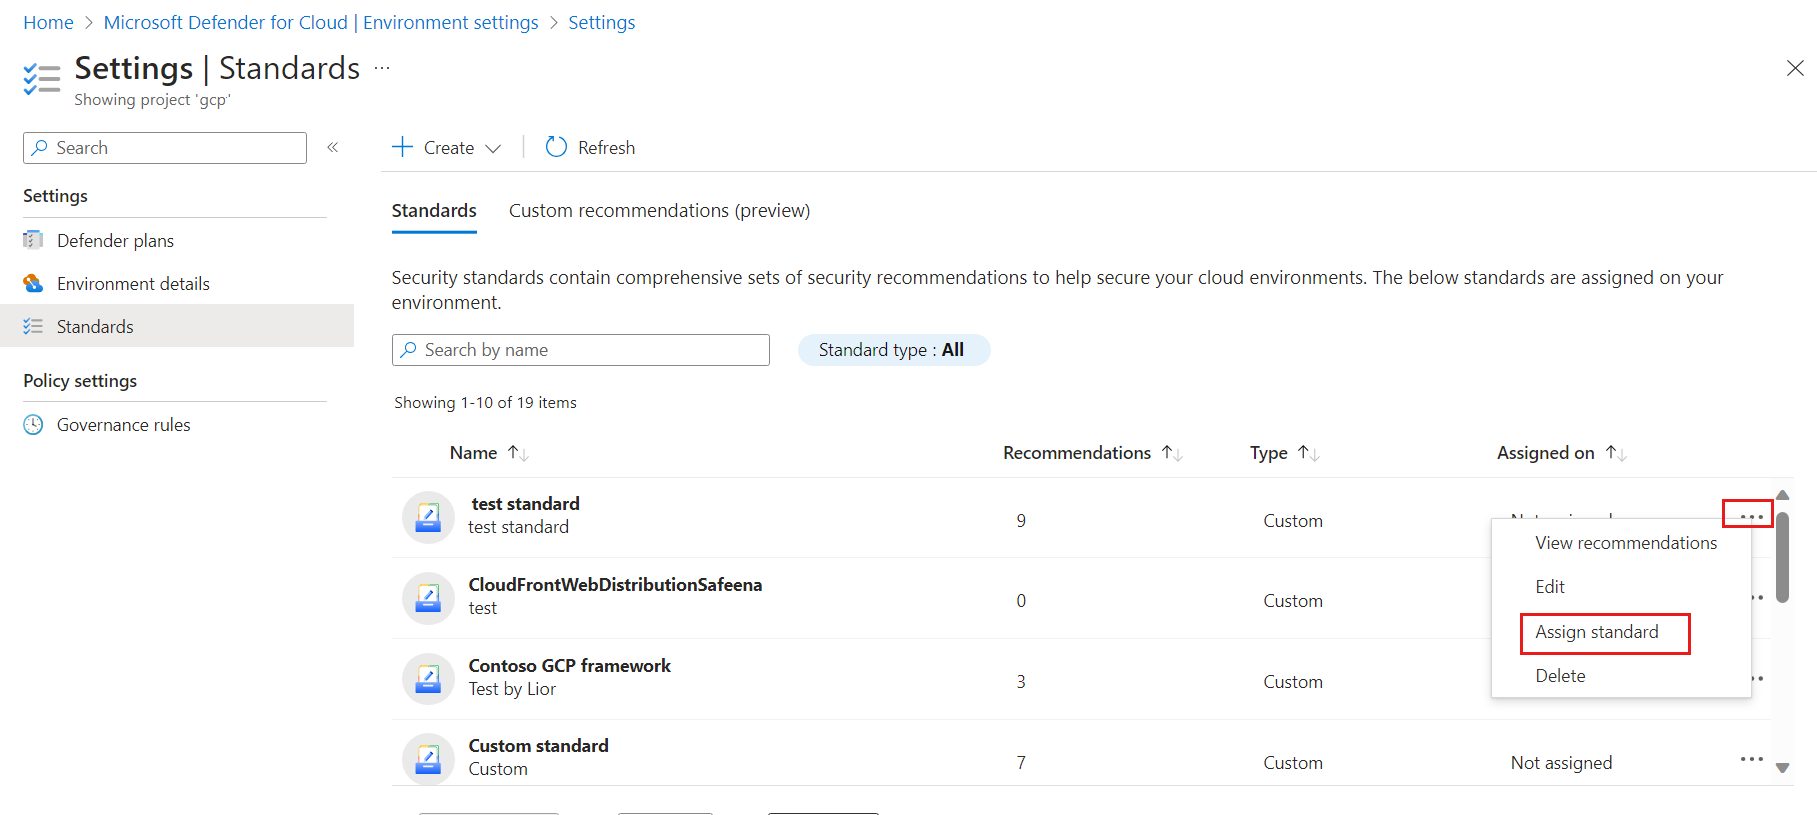 Home > Microsoft Defender for Cloud | Environment settings > Settings
Settings | Standards ...
Showing project 'gcp'
Search
«
Create
Refresh
Settings
Defender plans
Environment details
Standards
Policy settings
Governance rules
Standards
Custom recommendations (preview)
Security standards contain comprehensive sets of security recommendations to help secure your cloud environments. The below standards are assigned on your
environment.
Search by name
Standard type : All
Showing 1-10 of 19 items
Name ↑↓ Recommendations ↑↓ Type ↑↓ Assigned on ↑↓
test standard
test standard
9
Custom
CloudFrontWebDistributionSafeena
test
0
Custom
Contoso GCP framework
Test by Lior
3
Custom
Custom standard
Custom
7
Custom
Not assigned
View recommendations
Edit
Assign standard
Delete